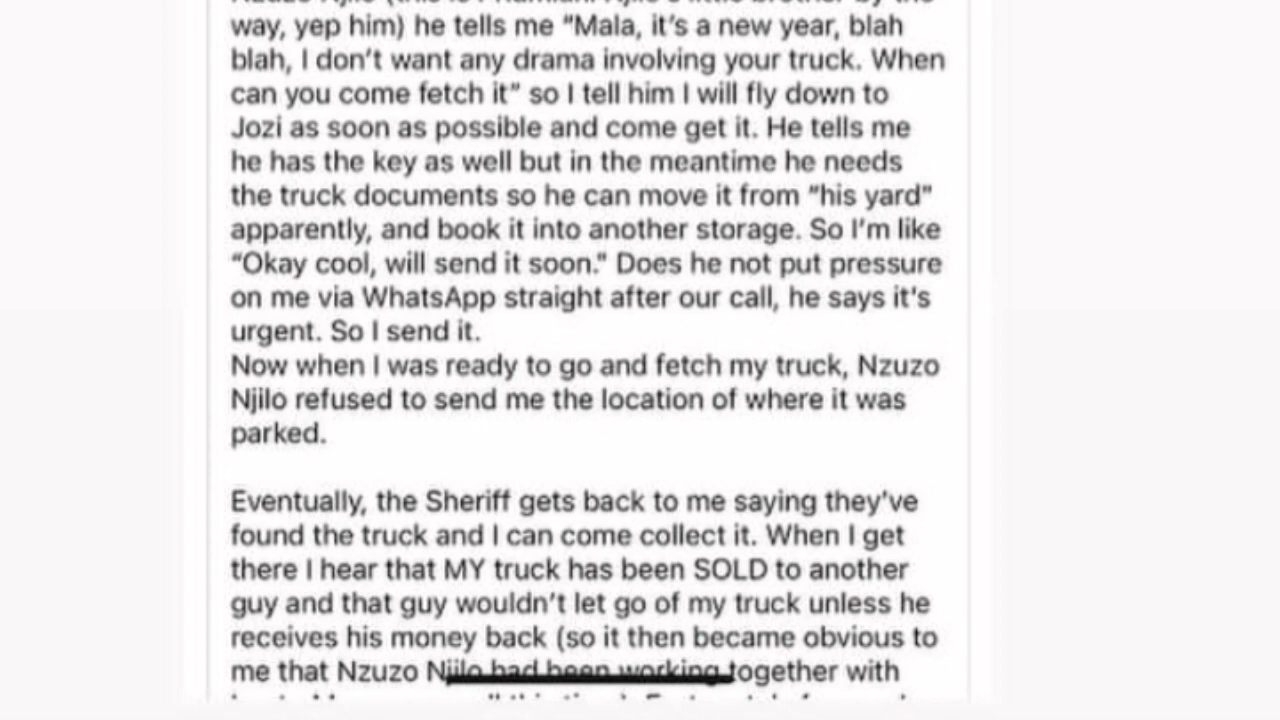 way, yep him) he tells me “Mala, it’s a new year, blah
blah, I don’t want any drama involving your truck. When
can you come fetch it” so I tell him I will fly down to
Jozi as soon as possible and come get it. He tells me
he has the key as well but in the meantime he needs
the truck documents so he can move it from “his yard”
apparently, and book it into another storage. So I’m like
“Okay cool, will send it soon.” Does he not put pressure
on me via WhatsApp straight after our call, he says it’s
urgent. So I send it.
Now when I was ready to go and fetch my truck, Nzuzo
Njilo refused to send me the location of where it was
parked.
Eventually, the Sheriff gets back to me saying they’ve
found the truck and I can come collect it. When I get
there I hear that MY truck has been SOLD to another
guy and that guy wouldn’t let go of my truck unless he
receives his money back (so it then became obvious to
me that Nzuzo Njilo had been working together with